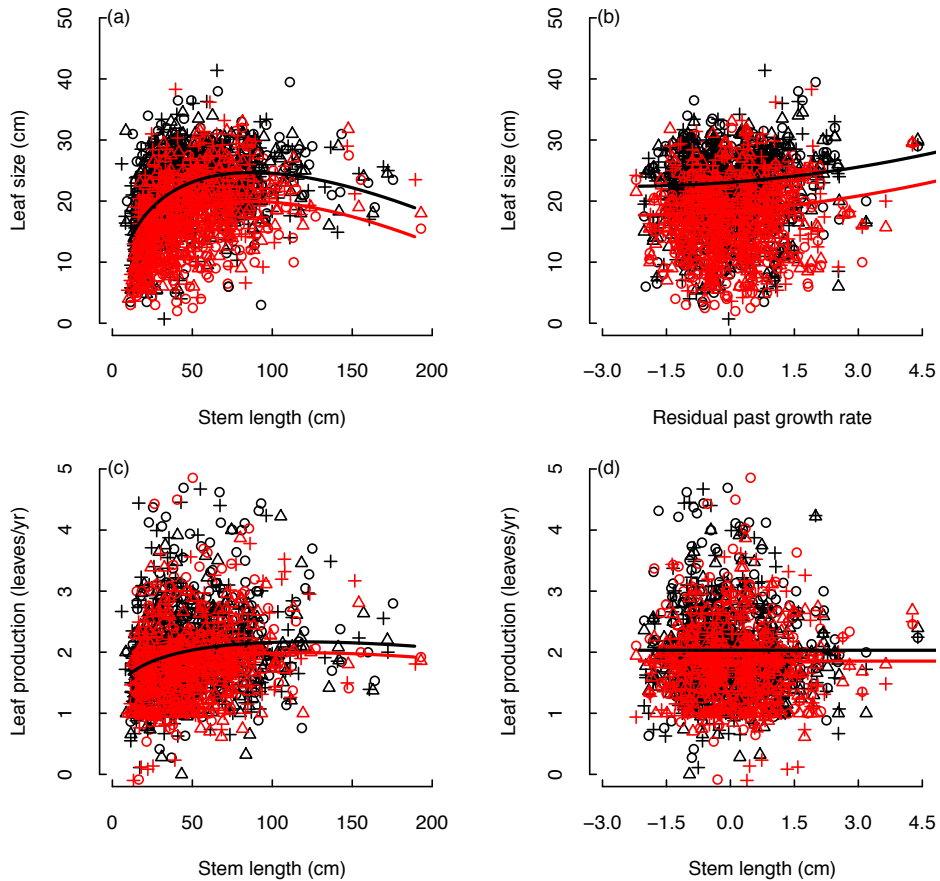 (a)
50
40
30
20
10
0
Leaf size (cm)
0 50 100 150 200
Stem length (cm)
(b)
50
40
30
20
10
0
Leaf size (cm)
−3.0 −1.5 0.0 1.5 3.0 4.5
Residual past growth rate
(c)
5
4
3
2
1
0
Leaf production (leaves/yr)
0 50 100 150 200
Stem length (cm)
(d)
5
4
3
2
1
0
Leaf production (leaves/yr)
−3.0 −1.5 0.0 1.5 3.0 4.5
Stem length (cm)